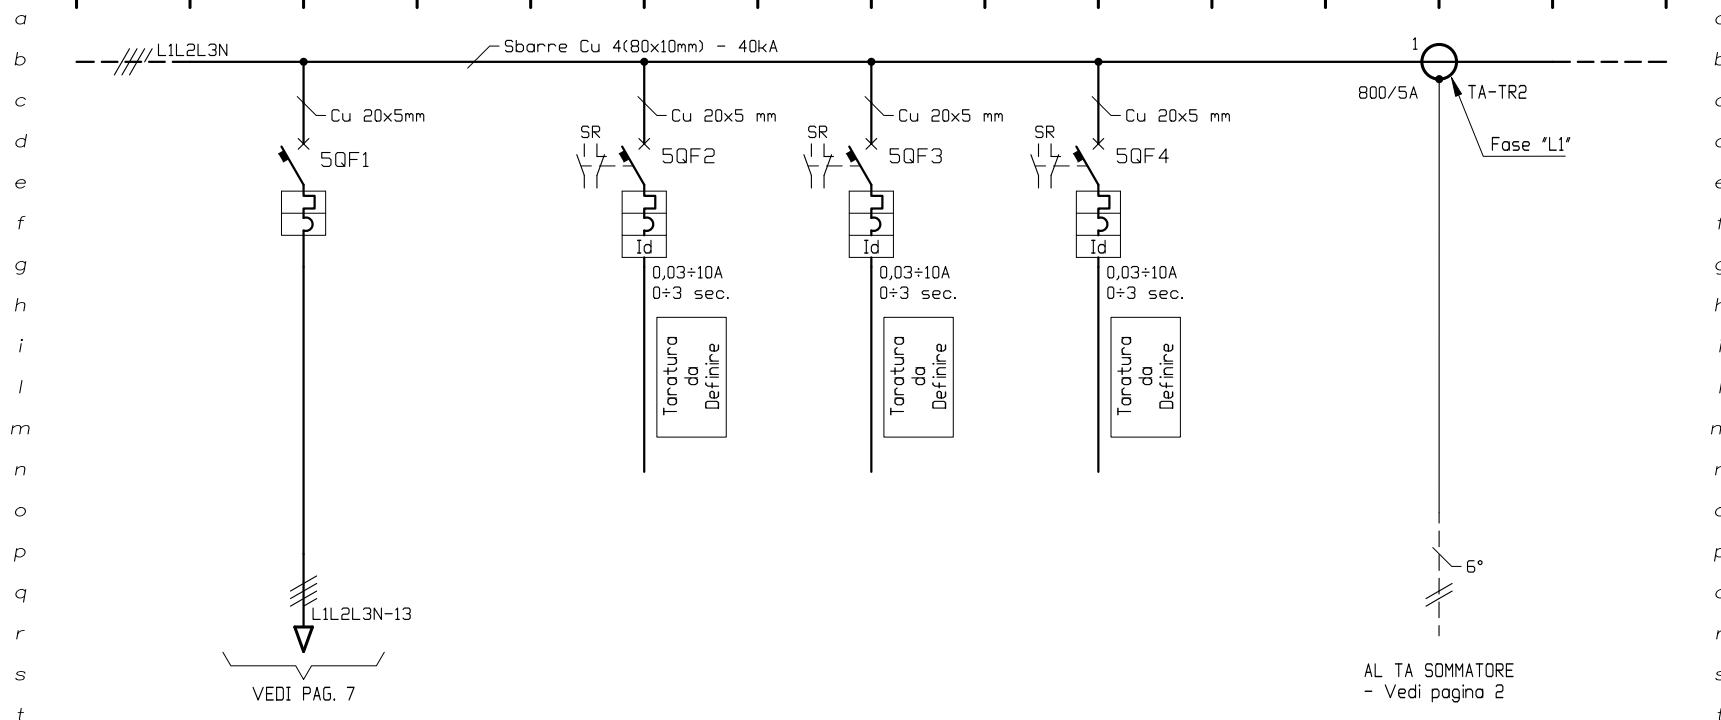 a
a
b
L1L2L3N
Sbarre Cu 4(80x10mm) - 40kA
1
b
c
Cu 20x5mm
Cu 20x5 mm
Cu 20x5 mm
Cu 20x5 mm
800/5A
TA-TR2
c
d
5QF1
SR
5QF2
SR
5QF3
SR
5QF4
Fase "L1"
d
e
e
f
f
Id
Id
Id
g
0,03÷10A
0÷3 sec.
0,03÷10A
0÷3 sec.
0,03÷10A
0÷3 sec.
g
h
h
i
Taratura
da
Definire
Taratura
da
Definire
Taratura
da
Definire
i
l
l
m
m
n
n
o
o
p
6°
p
q
L1L2L3N-13
q
r
r
s
VEDI PAG. 7
AL TA SOMMATORE
- Vedi pagina 2
s
t
t